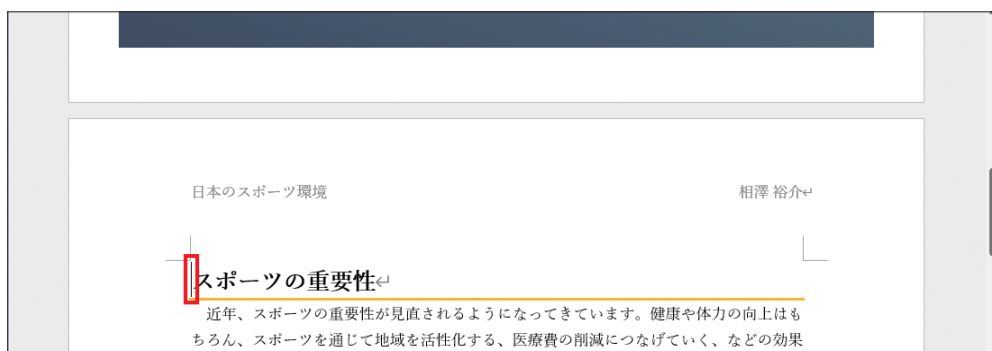 日本のスポーツ環境
相澤 裕介↵
スポーツの重要性↵
近年、スポーツの重要性が見直されるようになってきています。健康や体力の向上はも
ちろん、スポーツを通じて地域を活性化する、医療費の削減につなげていく、などの効果